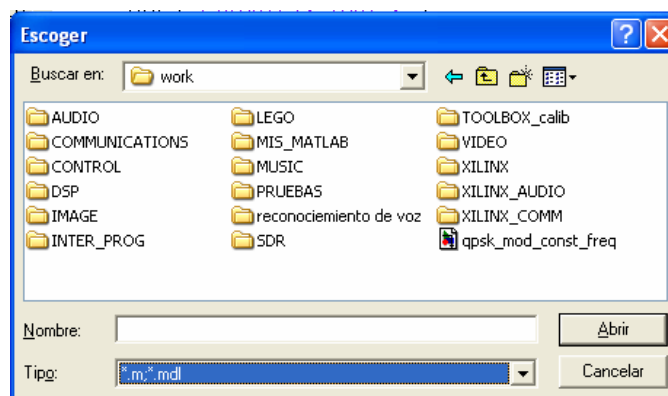 Escoger
Buscar en: work
AUDIO LEGO TOOLBOX_calib
COMMUNICATIONS MIS_MATLAB VIDEO
CONTROL MUSIC XILINX
DSP PRUEBAS XILINX_AUDIO
IMAGE reconociemiento de voz XILINX_COMM
INTER_PROG SDR qpsk_mod_const_freq
Nombre: Abrir
Tipo: *.m;*.mdl Cancelar